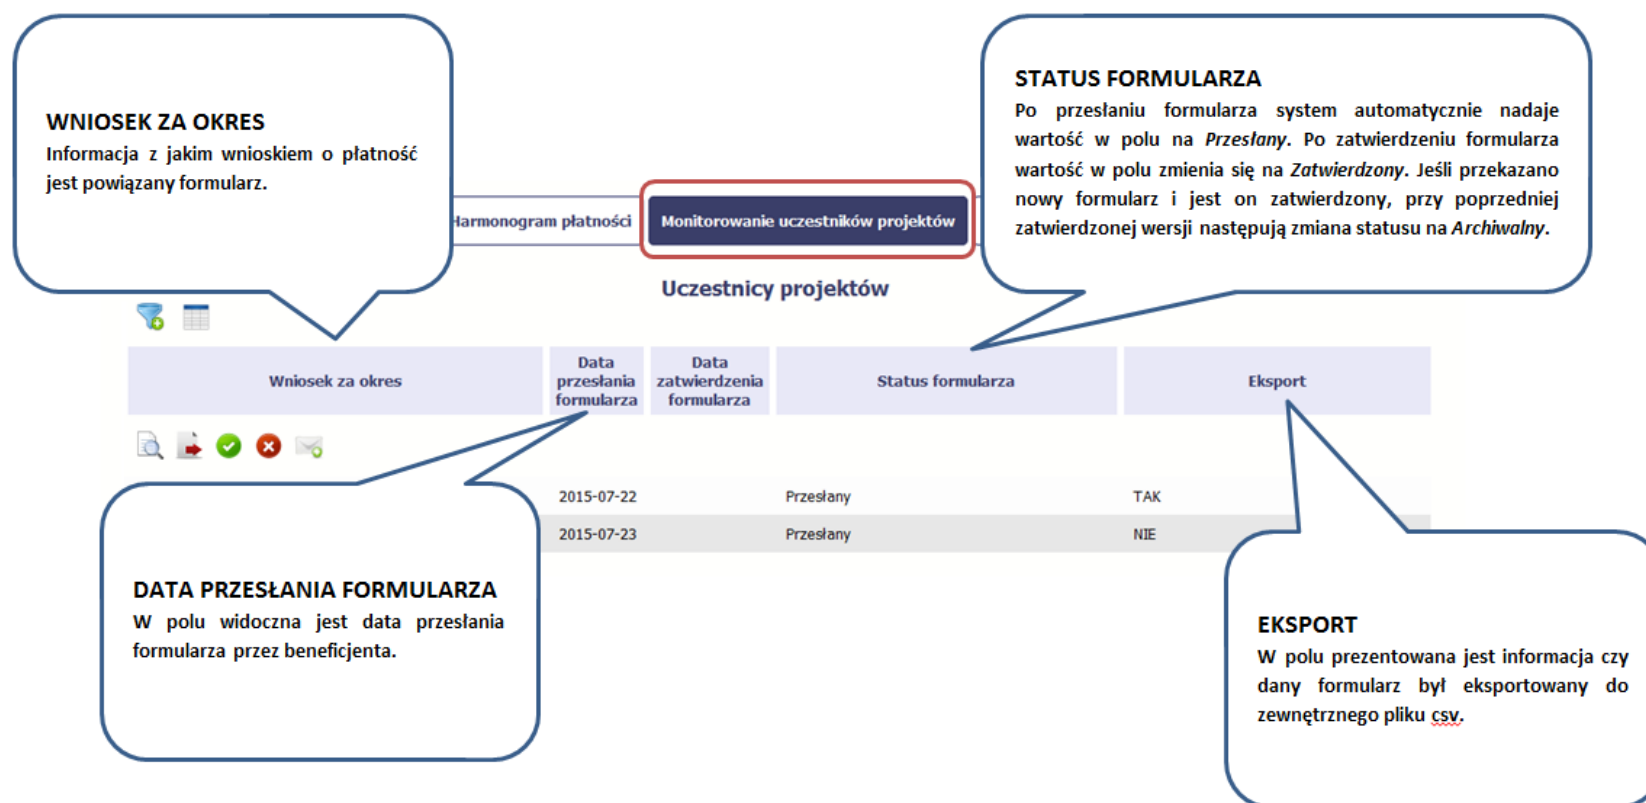 WNIOSEK ZA OKRES
Informacja z jakim wnioskiem o płatność
jest powiązany formularz.
STATUS FORMULARZA
Po przesłaniu formularza system automatycznie nadaje
wartość w polu na Przesłany. Po zatwierdzeniu formularza
wartość w polu zmienia się na Zatwierdzony. Jeśli przekazano
nowy formularz i jest on zatwierdzony, przy poprzedniej
zatwierdzonej wersji następują zmiana statusu na Archiwalny.
Harmonogram płatności
Monitorowanie uczestników projektów
Uczestnicy projektów
Wniosek za okres
Data
przesłania
formularza
Data
zatwierdzenia
formularza
Status formularza
Eksport
2015-07-22 Przesłany TAK
2015-07-23 Przesłany NIE
DATA PRZESŁANIA FORMULARZA
W polu widoczna jest data przesłania
formularza przez beneficjenta.
EKSPORT
W polu prezentowana jest informacja czy
dany formularz był eksportowany do
zewnętrznego pliku csv.